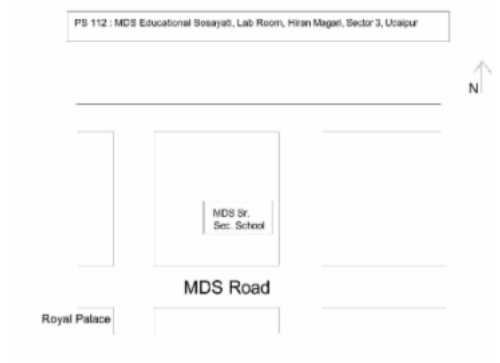 PS 112 : MDS Educational Sosayati, Lab Room, Hiran Magari, Sector 3, Udaipur
N
MDS Sr.
Sec. School
MDS Road
Royal Palace